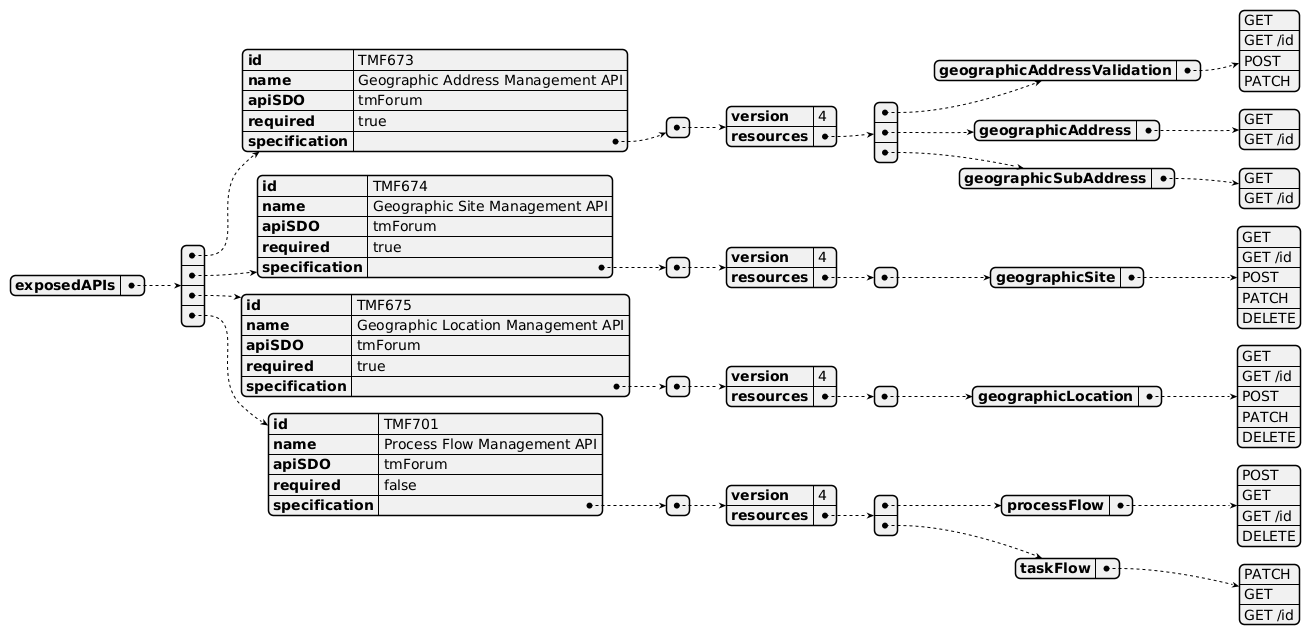 exposedAPIs
id TMF673
name Geographic Address Management API
apiSDO tmForum
required true
specification
version 4
resources
geographicAddressValidation
GET
GET /id
POST
PATCH
geographicAddress
GET
GET /id
geographicSubAddress
GET
GET /id
id TMF674
name Geographic Site Management API
apiSDO tmForum
required true
specification
version 4
resources
geographicSite
GET
GET /id
POST
PATCH
DELETE
id TMF675
name Geographic Location Management API
apiSDO tmForum
required true
specification
version 4
resources
geographicLocation
GET
GET /id
POST
PATCH
DELETE
id TMF701
name Process Flow Management API
apiSDO tmForum
required false
specification
version 4
resources
processFlow
POST
GET
GET /id
DELETE
taskFlow
PATCH
GET
GET /id